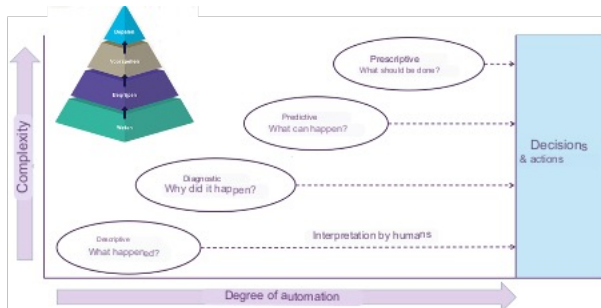 Prescriptive
What should be done?
Predictive
What can happen?
Diagnostic
Why did it happen?
Descriptive
What happened?
Interpretation by humans
Decisions
& actions
Complexity
Degree of automation